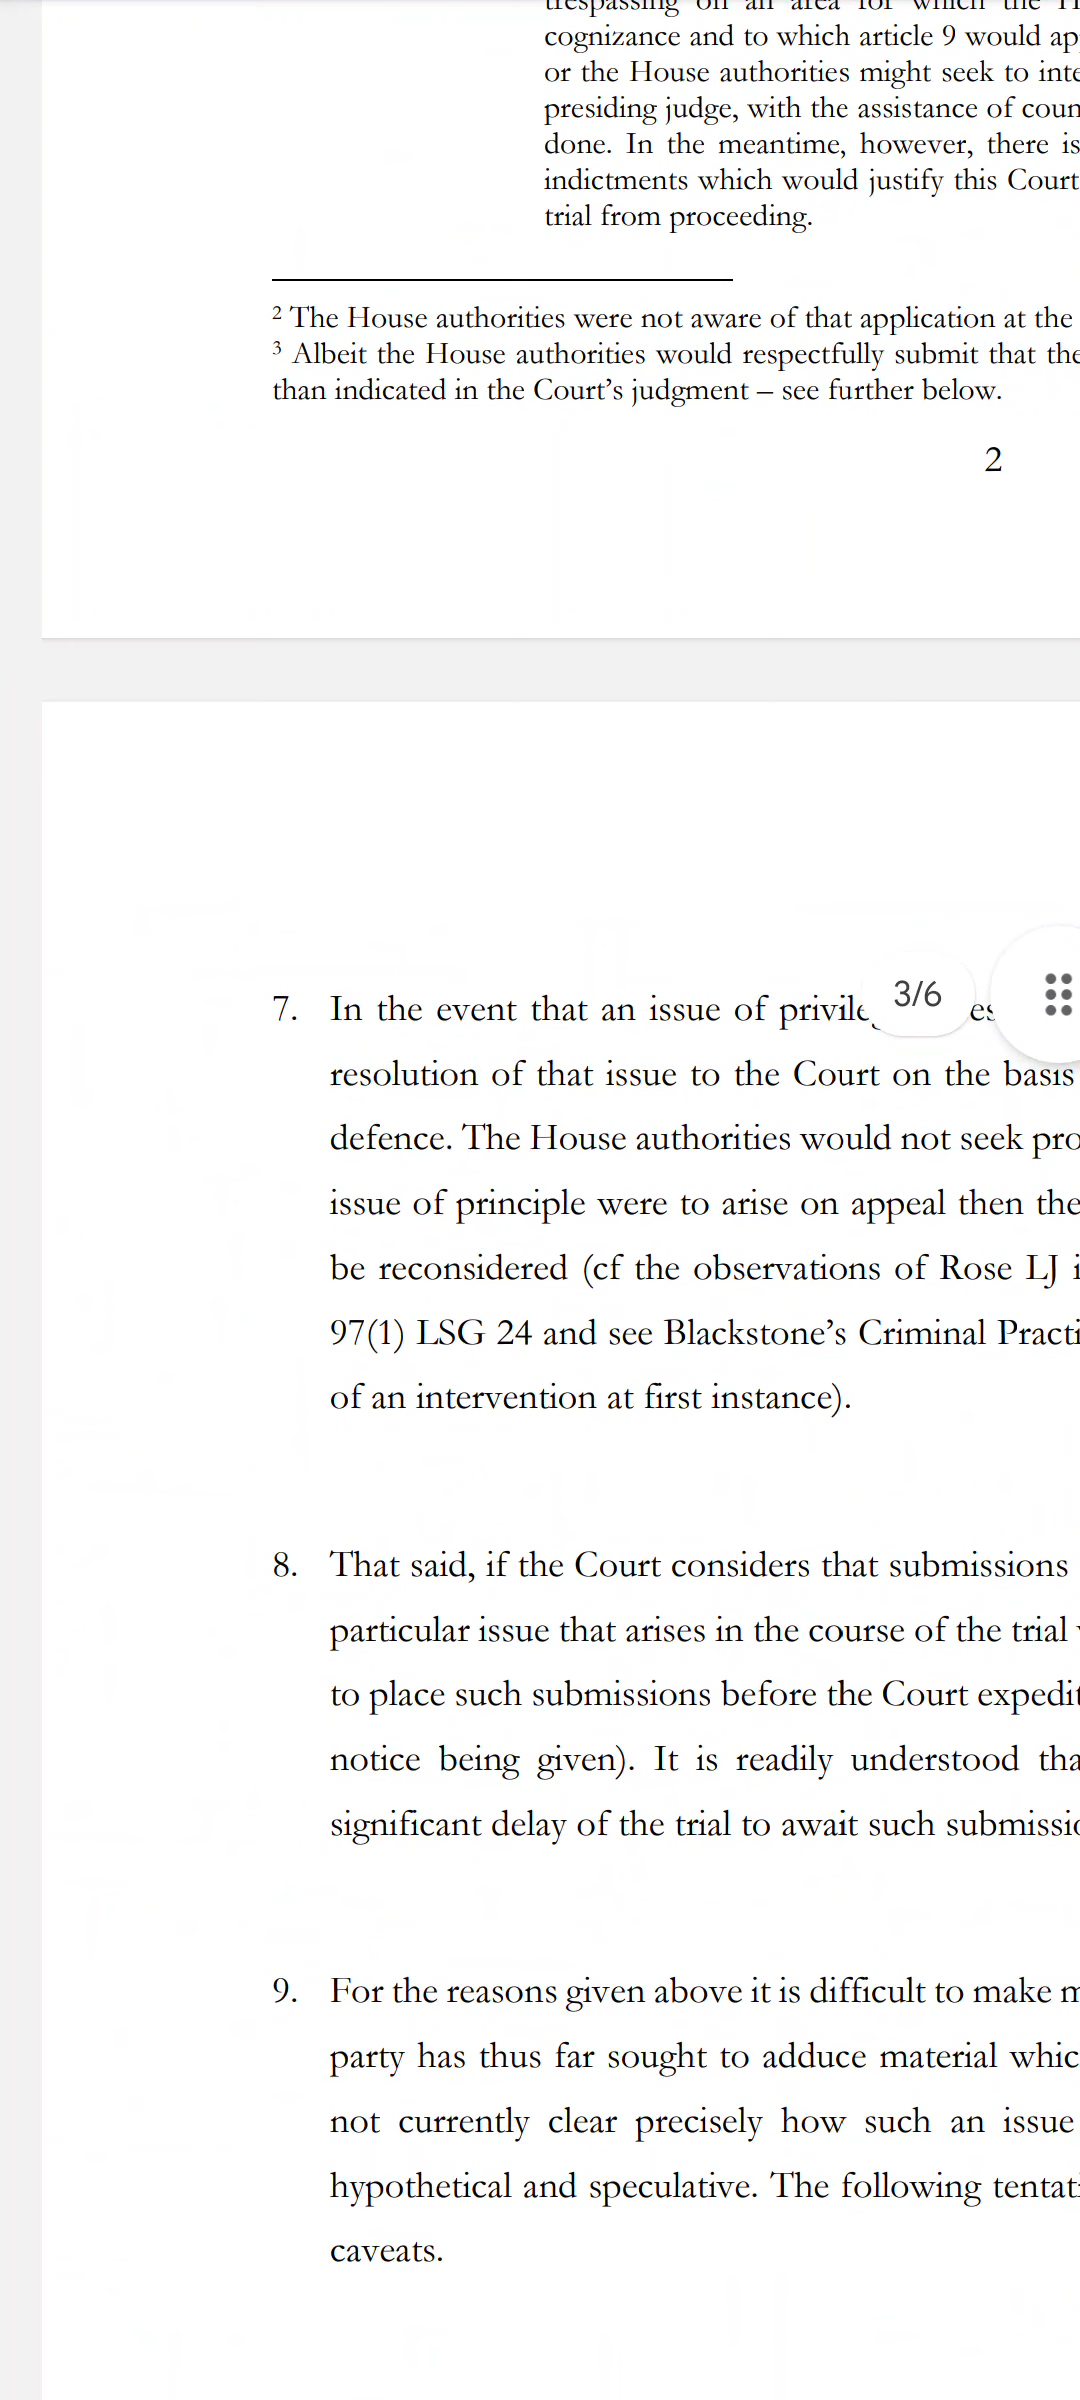 cognizance and to which article 9 would ap
or the House authorities might seek to inte
presiding judge, with the assistance of coun
done. In the meantime, however, there is
indictments which would justify this Court
trial from proceeding.
2 The House authorities were not aware of that application at the
3 Albeit the House authorities would respectfully submit that the
than indicated in the Court’s judgment – see further below.
2
3/6
7. In the event that an issue of
resolution of that issue to the Court on the basis
defence. The House authorities would not seek pro
issue of principle were to arise on appeal then the
be reconsidered (cf the observations of Rose LJ i
97(1) LSG 24 and see Blackstone’s Criminal Practi
of an intervention at first instance).
8. That said, if the Court considers that submissions
particular issue that arises in the course of the trial
to place such submissions before the Court expedit
notice being given). It is readily understood tha
significant delay of the trial to await such submissio
9. For the reasons given above it is difficult to make m
party has thus far sought to adduce material whic
not currently clear precisely how such an issue
hypothetical and speculative. The following tentati
caveats.